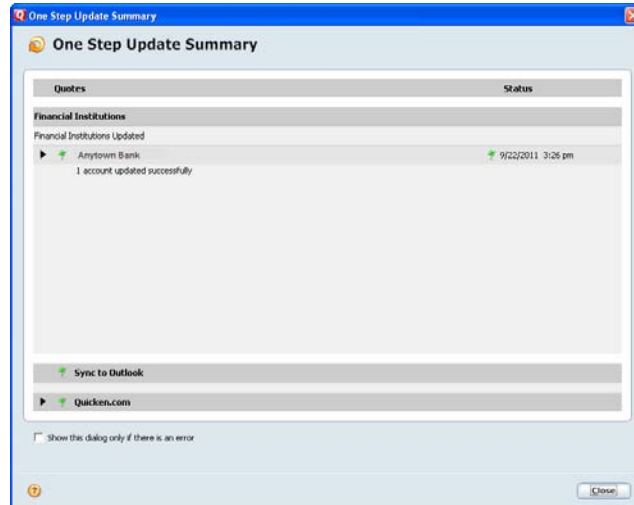 One Step Update Summary
One Step Update Summary
Quotes Status
Financial Institutions
Financial Institutions Updated
Anytown Bank 9/22/2011 3:26 pm
1 account updated successfully
Sync to Outlook
Quicken.com
Show this dialog only if there is an error
? Close